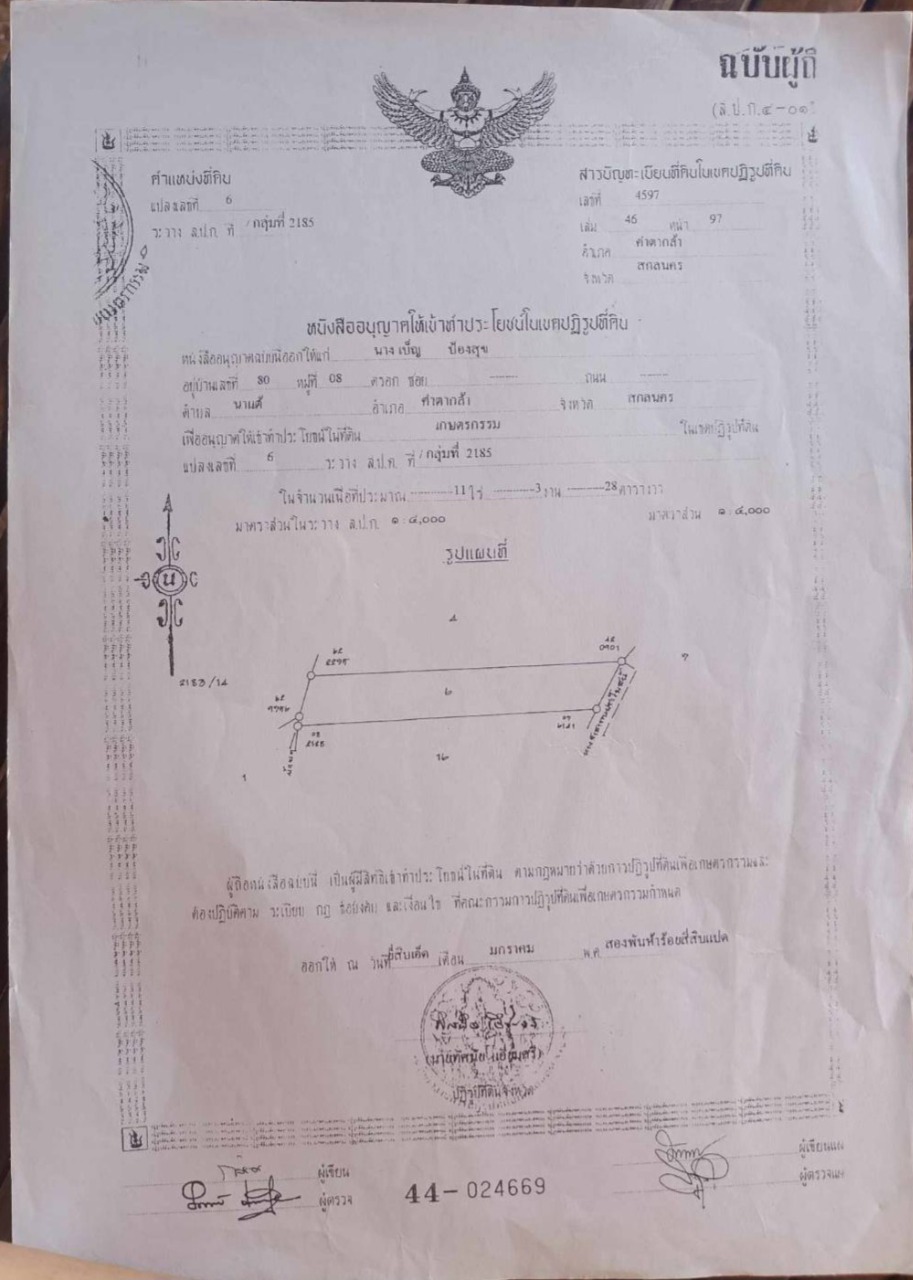 ฉบับผู้ถื
(ส.ป.ก.๔-๐๑
ตำแหน่งที่ดิน
แปลงเลขที่ 6
ระวาง ส.ป.ก. ที่ / กลุ่มที่ 2185
สารบัญทะเบียนที่ดินในเขตปฏิรูปที่ดิน
เลขที่ 4597
เล่ม 46 หน้า 97
อำเภอ คำตากล้า
จังหวัด สกลนคร
หนังสืออนุญาตให้เข้าทำประโยชน์ในเขตปฏิรูปที่ดิน
หนังสืออนุญาตฉบับนี้ออกให้แก่ นาง เบ็ญ ป้องสุข
อยู่บ้านเลขที่ 80 หมู่ที่ 08 ตรอก ซอย ------- ถนน -------
ตำบล นาแต้ อำเภอ คำตากล้า จังหวัด สกลนคร
เพื่ออนุญาตให้เข้าทำประโยชน์ในที่ดิน เกษตรกรรม ในเขตปฏิรูปที่ดิน
แปลงเลขที่ 6 ระวาง ส.ป.ก. ที่ / กลุ่มที่ 2185
ในจำนวนเนื้อที่ประมาณ ----------11 ไร่ ----------3 งาน ---------28 ตารางวา
มาตราส่วนในระวาง ส.ป.ก. ๑ : ๔,๐๐๐ มาตราส่วน ๑ : ๔,๐๐๐
รูปแผนที่
น
2183/14
ผู้ถือหนังสือฉบับนี้ เป็นผู้มีสิทธิเข้าทำประโยชน์ในที่ดิน ตามกฎหมายว่าด้วยการปฏิรูปที่ดินเพื่อเกษตรกรรมและ
ต้องปฏิบัติตาม ระเบียบ กฎ ข้อบังคับ และเงื่อนไข ที่คณะกรรมการปฏิรูปที่ดินเพื่อเกษตรกรรมกำหนด
ออกให้ ณ วันที่ ยี่สิบเอ็ด เดือน มกราคม พ.ศ. สองพันห้าร้อยสี่สิบแปด
ปฏิรูปที่ดินจังหวัด
ผู้เขียน
ผู้ตรวจ
44-024669
ผู้เขียนแผ
ผู้ตรวจแผ